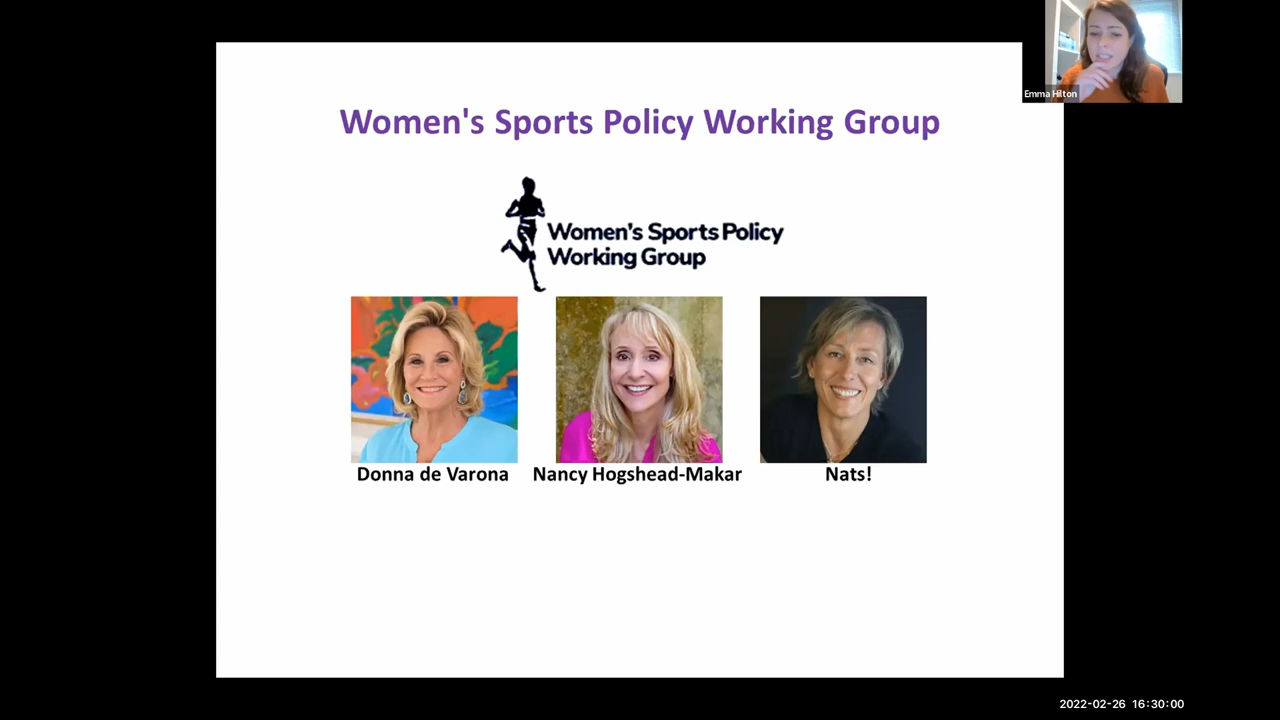 Emma Hilton
Women's Sports Policy Working Group
Women's Sports Policy
Working Group
Donna de Varona
Nancy Hogshead-Makar
Nats!
2022-02-26 16:30:00